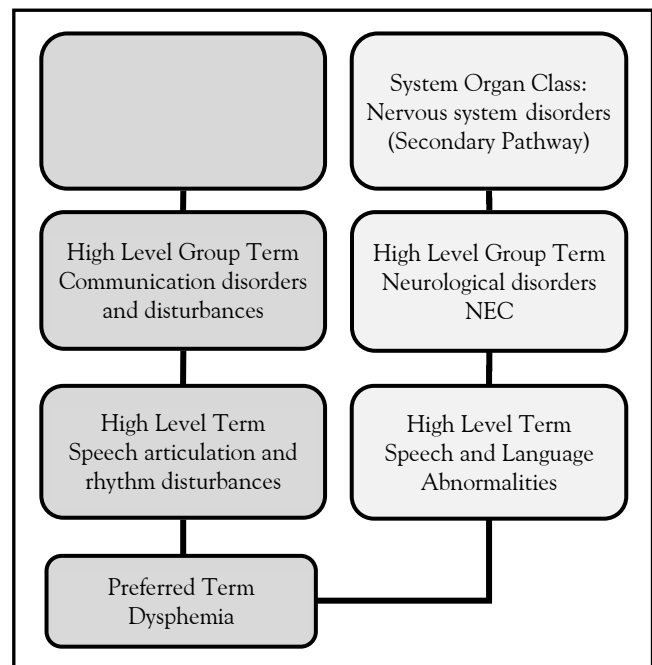 System Organ Class:
Nervous system disorders
(Secondary Pathway)
High Level Group Term
Communication disorders
and disturbances
High Level Group Term
Neurological disorders
NEC
High Level Term
Speech articulation and
rhythm disturbances
High Level Term
Speech and Language
Abnormalities
Preferred Term
Dysphemia